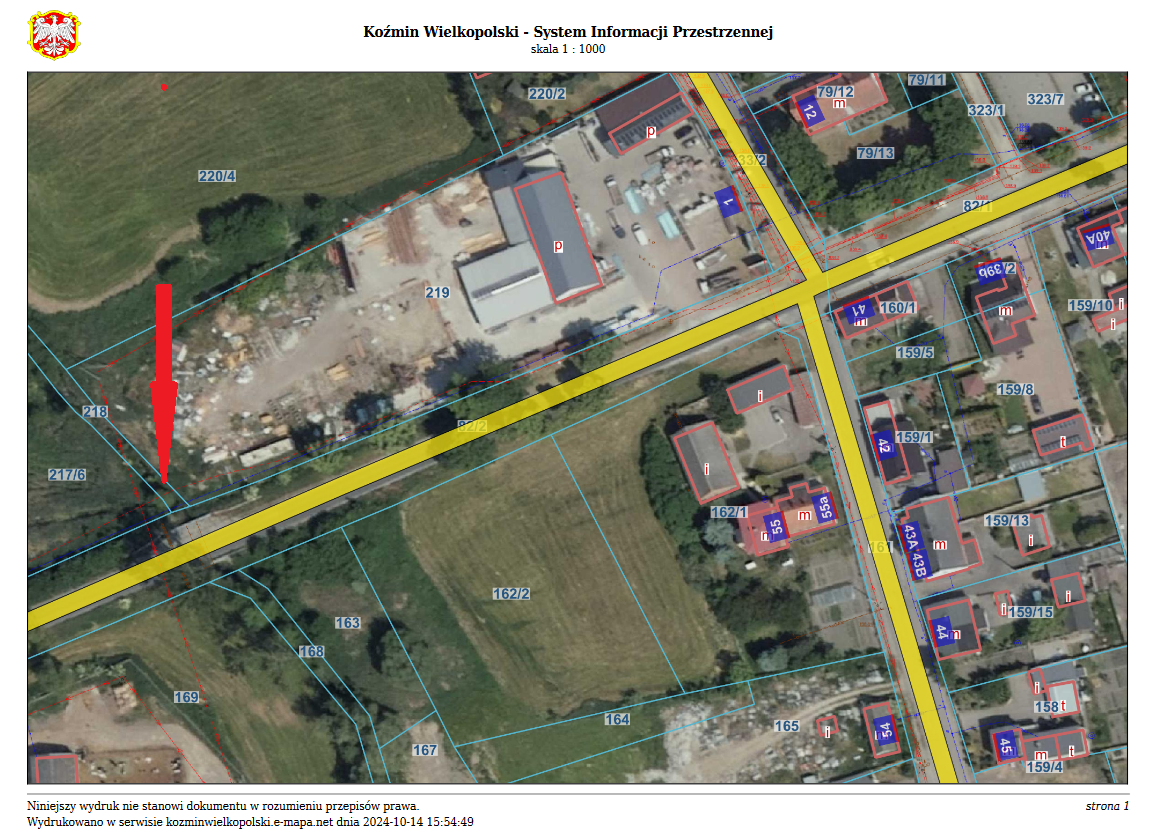 Koźmin Wielkopolski - System Informacji Przestrzennej
skala 1 : 1000
220/2
79/12
79/11
323/1
323/7
12
m
p
79/13
33/2
220/4
1
82/1
40A
p
39b
219
41
160/1
m
m
159/10
i
i
159/5
159/8
i
218
82/2
42
159/1
t
217/6
i
162/1
55
m
55a
43A
43B
m
159/13
i
162/2
i
i
159/15
163
44
m
168
169
i
158
t
164
165
i
54
167
45
m
t
159/4
Niniejszy wydruk nie stanowi dokumentu w rozumieniu przepisów prawa.
strona 1
Wydrukowano w serwisie kozminwielkopolski.e-mapa.net dnia 2024-10-14 15:54:49